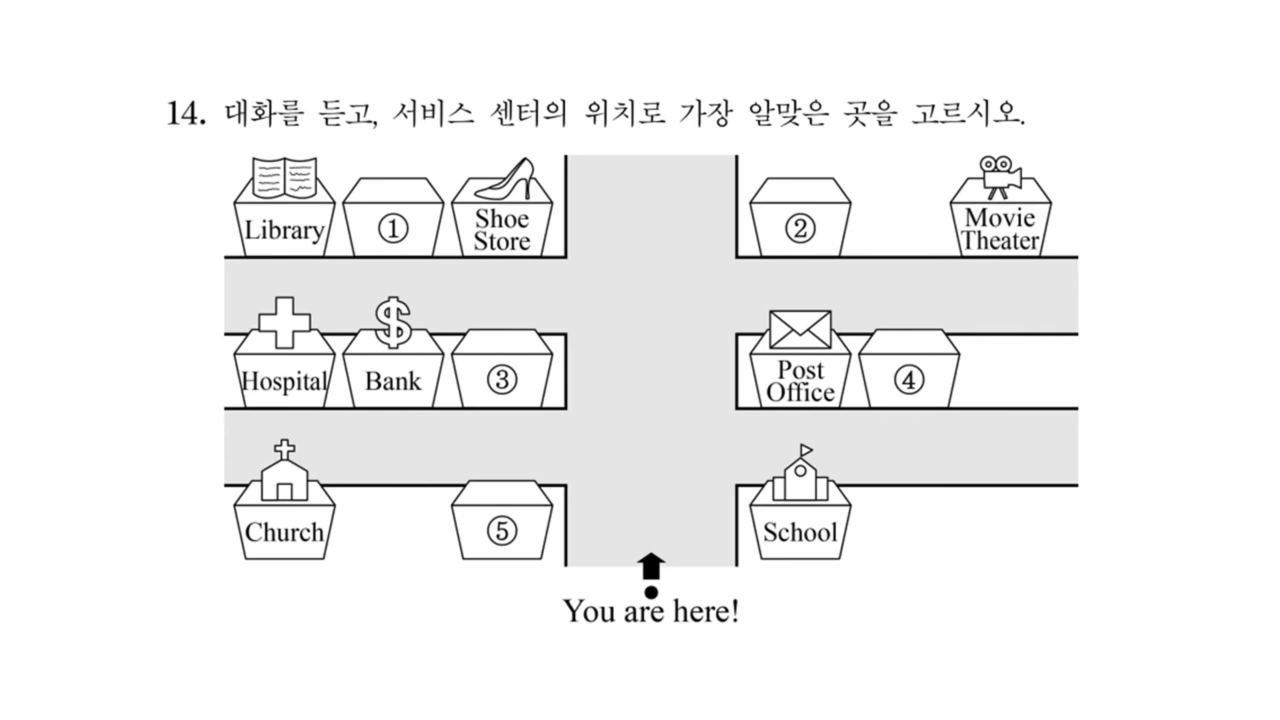 14. 대화를 듣고, 서비스 센터의 위치로 가장 알맞은 곳을 고르시오.
Library ① Shoe Store ② Movie Theater
Hospital $ Bank ③ Post Office ④
Church ⑤ School
You are here!